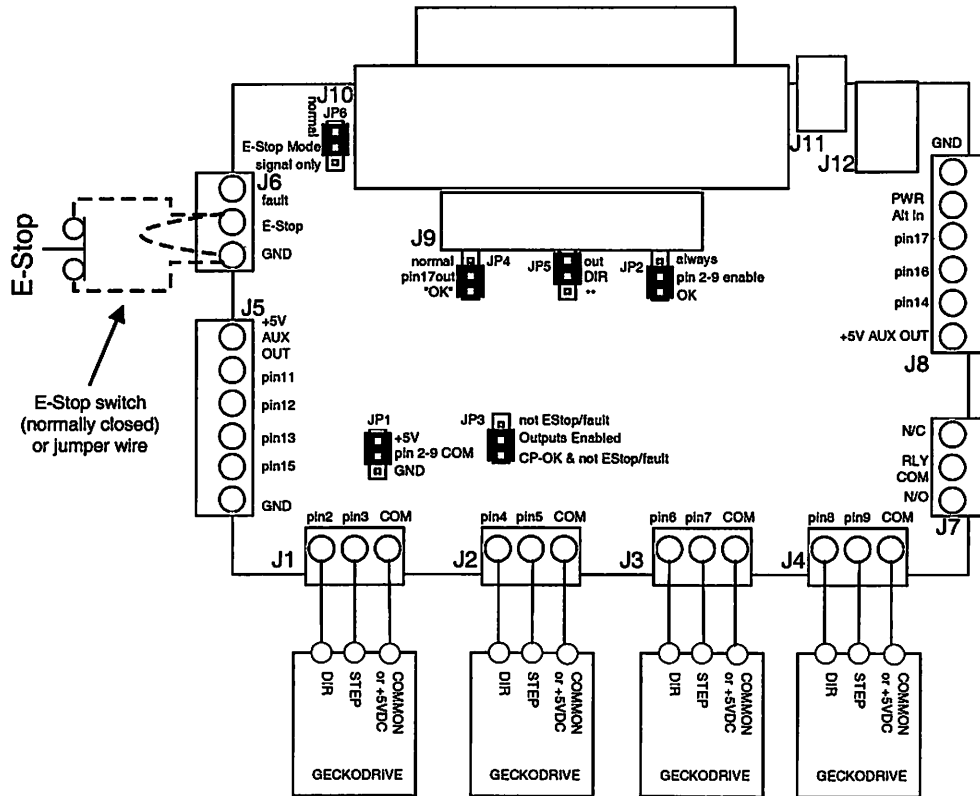 J10
normal
JP6
E-Stop Mode
signal only
J11
J12
J6
fault
E-Stop
GND
E-Stop
E-Stop switch
(normally closed)
or jumper wire
J9
normal
pin17out
"OK"
JP4
JP5
out
DIR
**
JP2
always
pin 2-9 enable
OK
GND
PWR
Alt In
pin17
pin16
pin14
+5V AUX OUT
J8
J5
+5V
AUX
OUT
pin11
pin12
pin13
pin15
GND
JP1
+5V
pin 2-9 COM
GND
JP3
not EStop/fault
Outputs Enabled
CP-OK & not EStop/fault
N/C
RLY
COM
N/O
J7
J1
pin2 pin3 COM
J2
pin4 pin5 COM
J3
pin6 pin7 COM
J4
pin8 pin9 COM
DIR
STEP
COMMON
or +5VDC
GECKODRIVE
DIR
STEP
COMMON
or +5VDC
GECKODRIVE
DIR
STEP
COMMON
or +5VDC
GECKODRIVE
DIR
STEP
COMMON
or +5VDC
GECKODRIVE